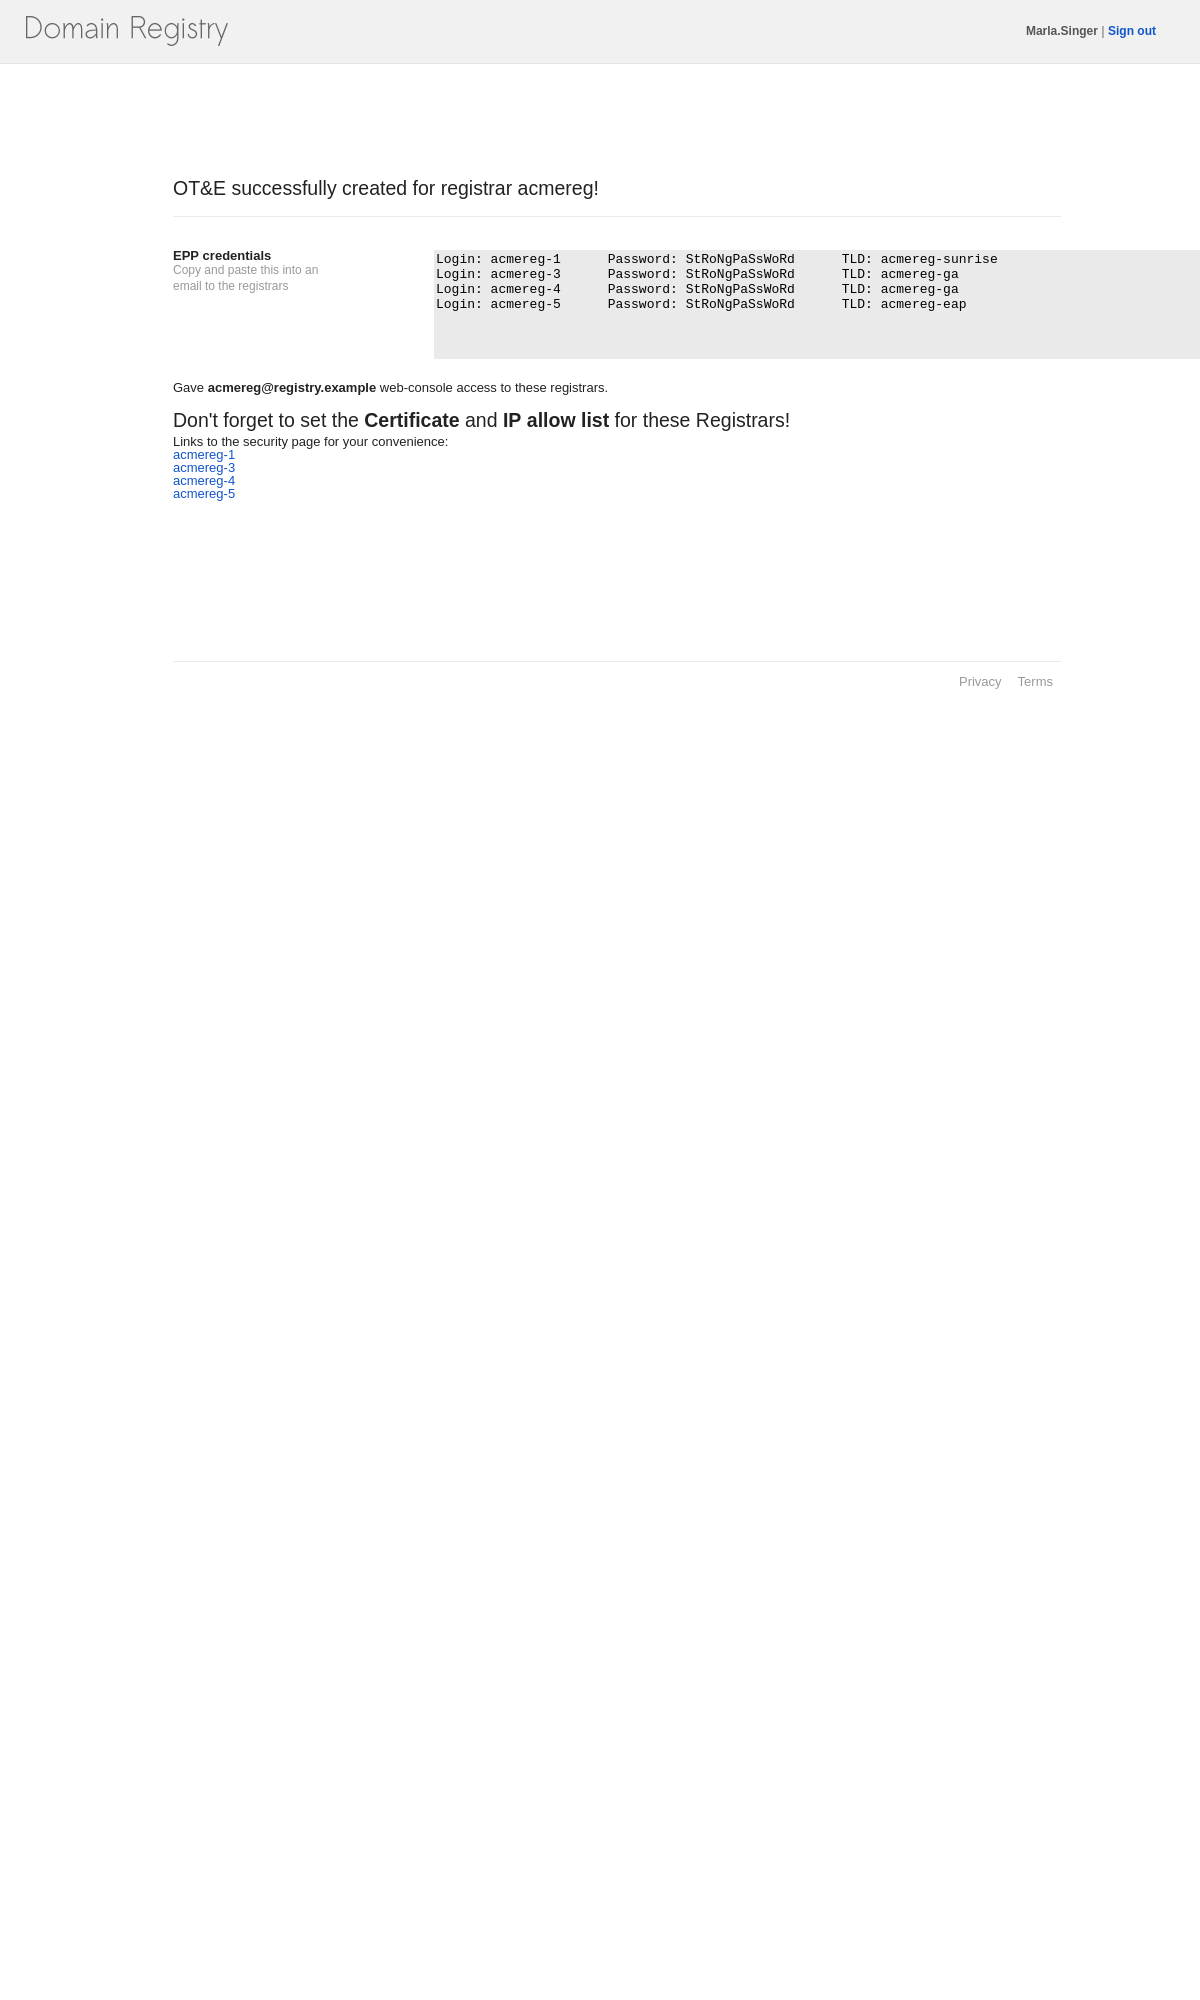 Domain Registry
Marla.Singer | Sign out
OT&E successfully created for registrar acmereg!
EPP credentials
Copy and paste this into an
email to the registrars
Login: acmereg-1      Password: StRoNgPaSsWoRd      TLD: acmereg-sunrise
Login: acmereg-3      Password: StRoNgPaSsWoRd      TLD: acmereg-ga
Login: acmereg-4      Password: StRoNgPaSsWoRd      TLD: acmereg-ga
Login: acmereg-5      Password: StRoNgPaSsWoRd      TLD: acmereg-eap
Gave acmereg@registry.example web-console access to these registrars.
Don't forget to set the Certificate and IP allow list for these Registrars!
Links to the security page for your convenience:
acmereg-1
acmereg-3
acmereg-4
acmereg-5
Privacy Terms